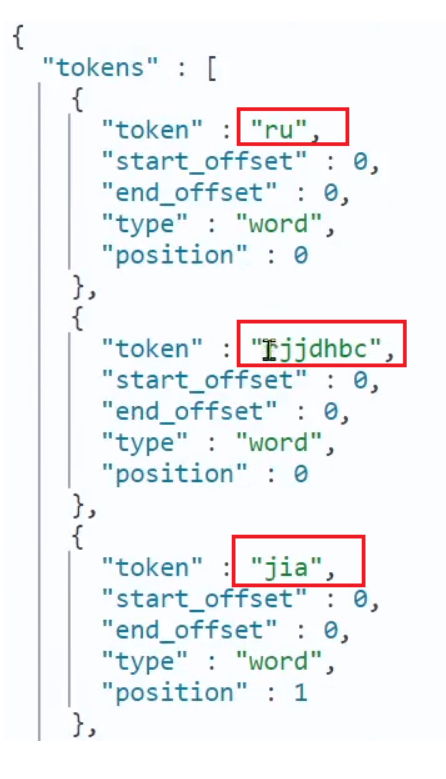 {
"tokens" : [
{
"token" : "ru",
"start_offset" : 0,
"end_offset" : 0,
"type" : "word",
"position" : 0
},
{
"token" : "rjjdhbc",
"start_offset" : 0,
"end_offset" : 0,
"type" : "word",
"position" : 0
},
{
"token" : "jia",
"start_offset" : 0,
"end_offset" : 0,
"type" : "word",
"position" : 1
},